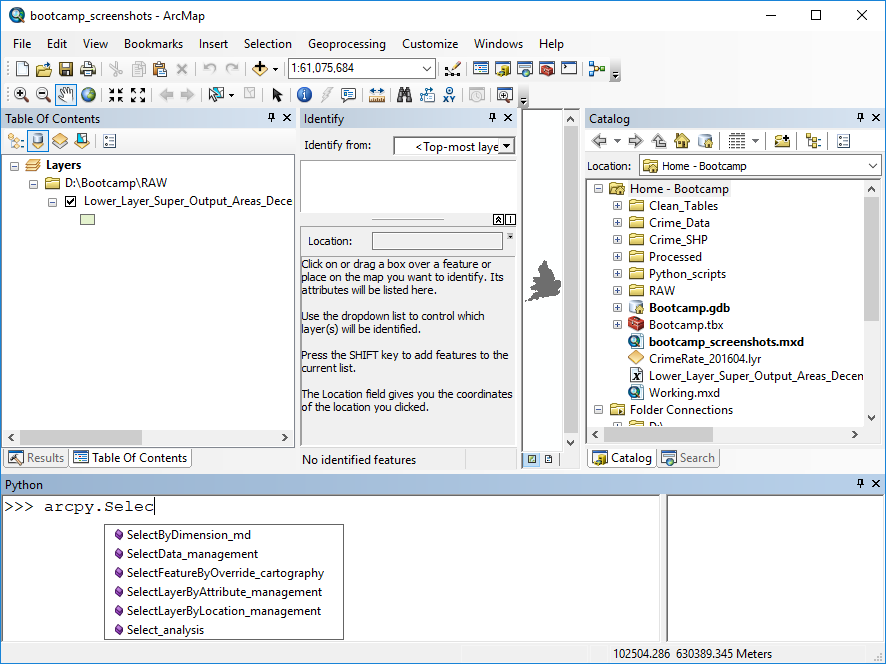 bootcamp_screenshots - ArcMap
File Edit View Bookmarks Insert Selection Geoprocessing Customize Windows Help
1:61,075,684
Table Of Contents
Layers
D:\Bootcamp\RAW
Lower_Layer_Super_Output_Areas_Dece
Results Table Of Contents
Identify
Identify from: <Top-most laye
Location:
Click on or drag a box over a feature or
place on the map you want to identify. Its
attributes will be listed here.
Use the dropdown list to control which
layer(s) will be identified.
Press the SHIFT key to add features to the
current list.
The Location field gives you the coordinates
of the location you clicked.
No identified features
Catalog
Location: Home - Bootcamp
Home - Bootcamp
Clean_Tables
Crime_Data
Crime_SHP
Processed
Python_scripts
RAW
Bootcamp.gdb
Bootcamp.tbx
bootcamp_screenshots.mxd
CrimeRate_201604.lyr
Lower_Layer_Super_Output_Areas_Decen
Working.mxd
Folder Connections
D:\
Catalog Search
Python
>>> arcpy.Selec
SelectByDimension_md
SelectData_management
SelectFeatureByOverride_cartography
SelectLayerByAttribute_management
SelectLayerByLocation_management
Select_analysis
102504.286 630389.345 Meters